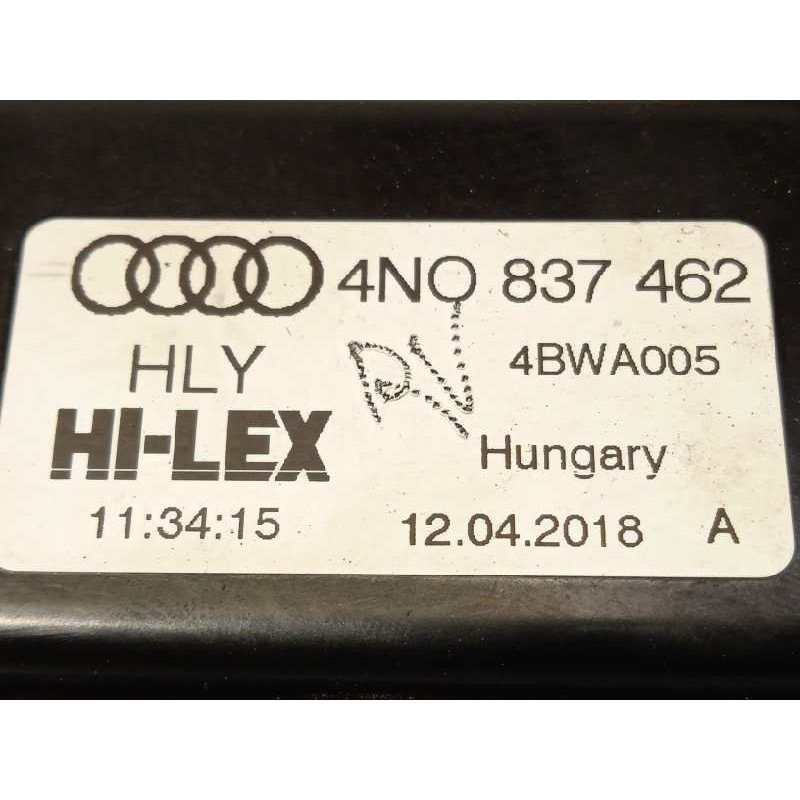 4N0 837 462
HLY
4BWA005
HI-LEX
Hungary
11:34:15
12.04.2018 A